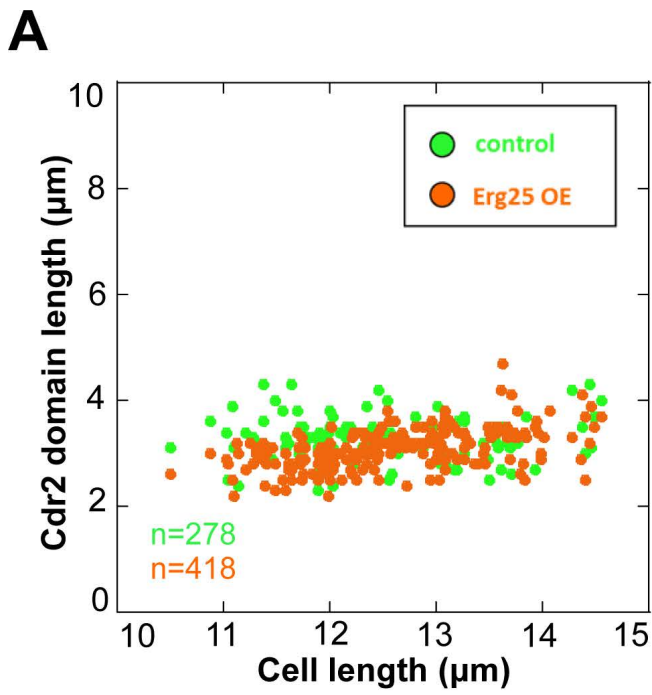 A
Cdr2 domain length (µm)
10
8
6
4
2
0
control
Erg25 OE
n=278
n=418
10 11 12 13 14 15
Cell length (µm)